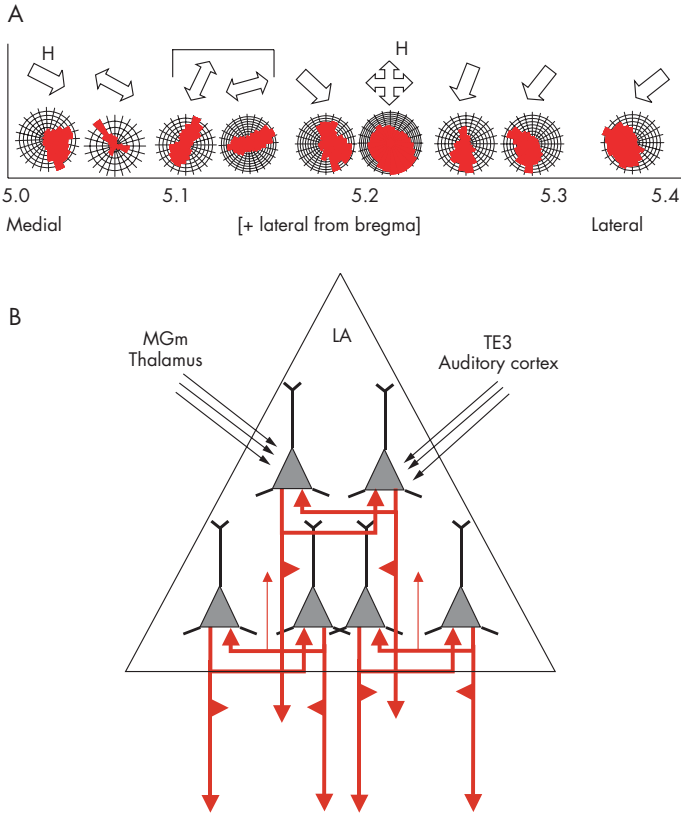 A
H
H
5.0
5.1
5.2
5.3
5.4
Medial
[+ lateral from bregma]
Lateral
B
MGm
Thalamus
LA
TE3
Auditory cortex